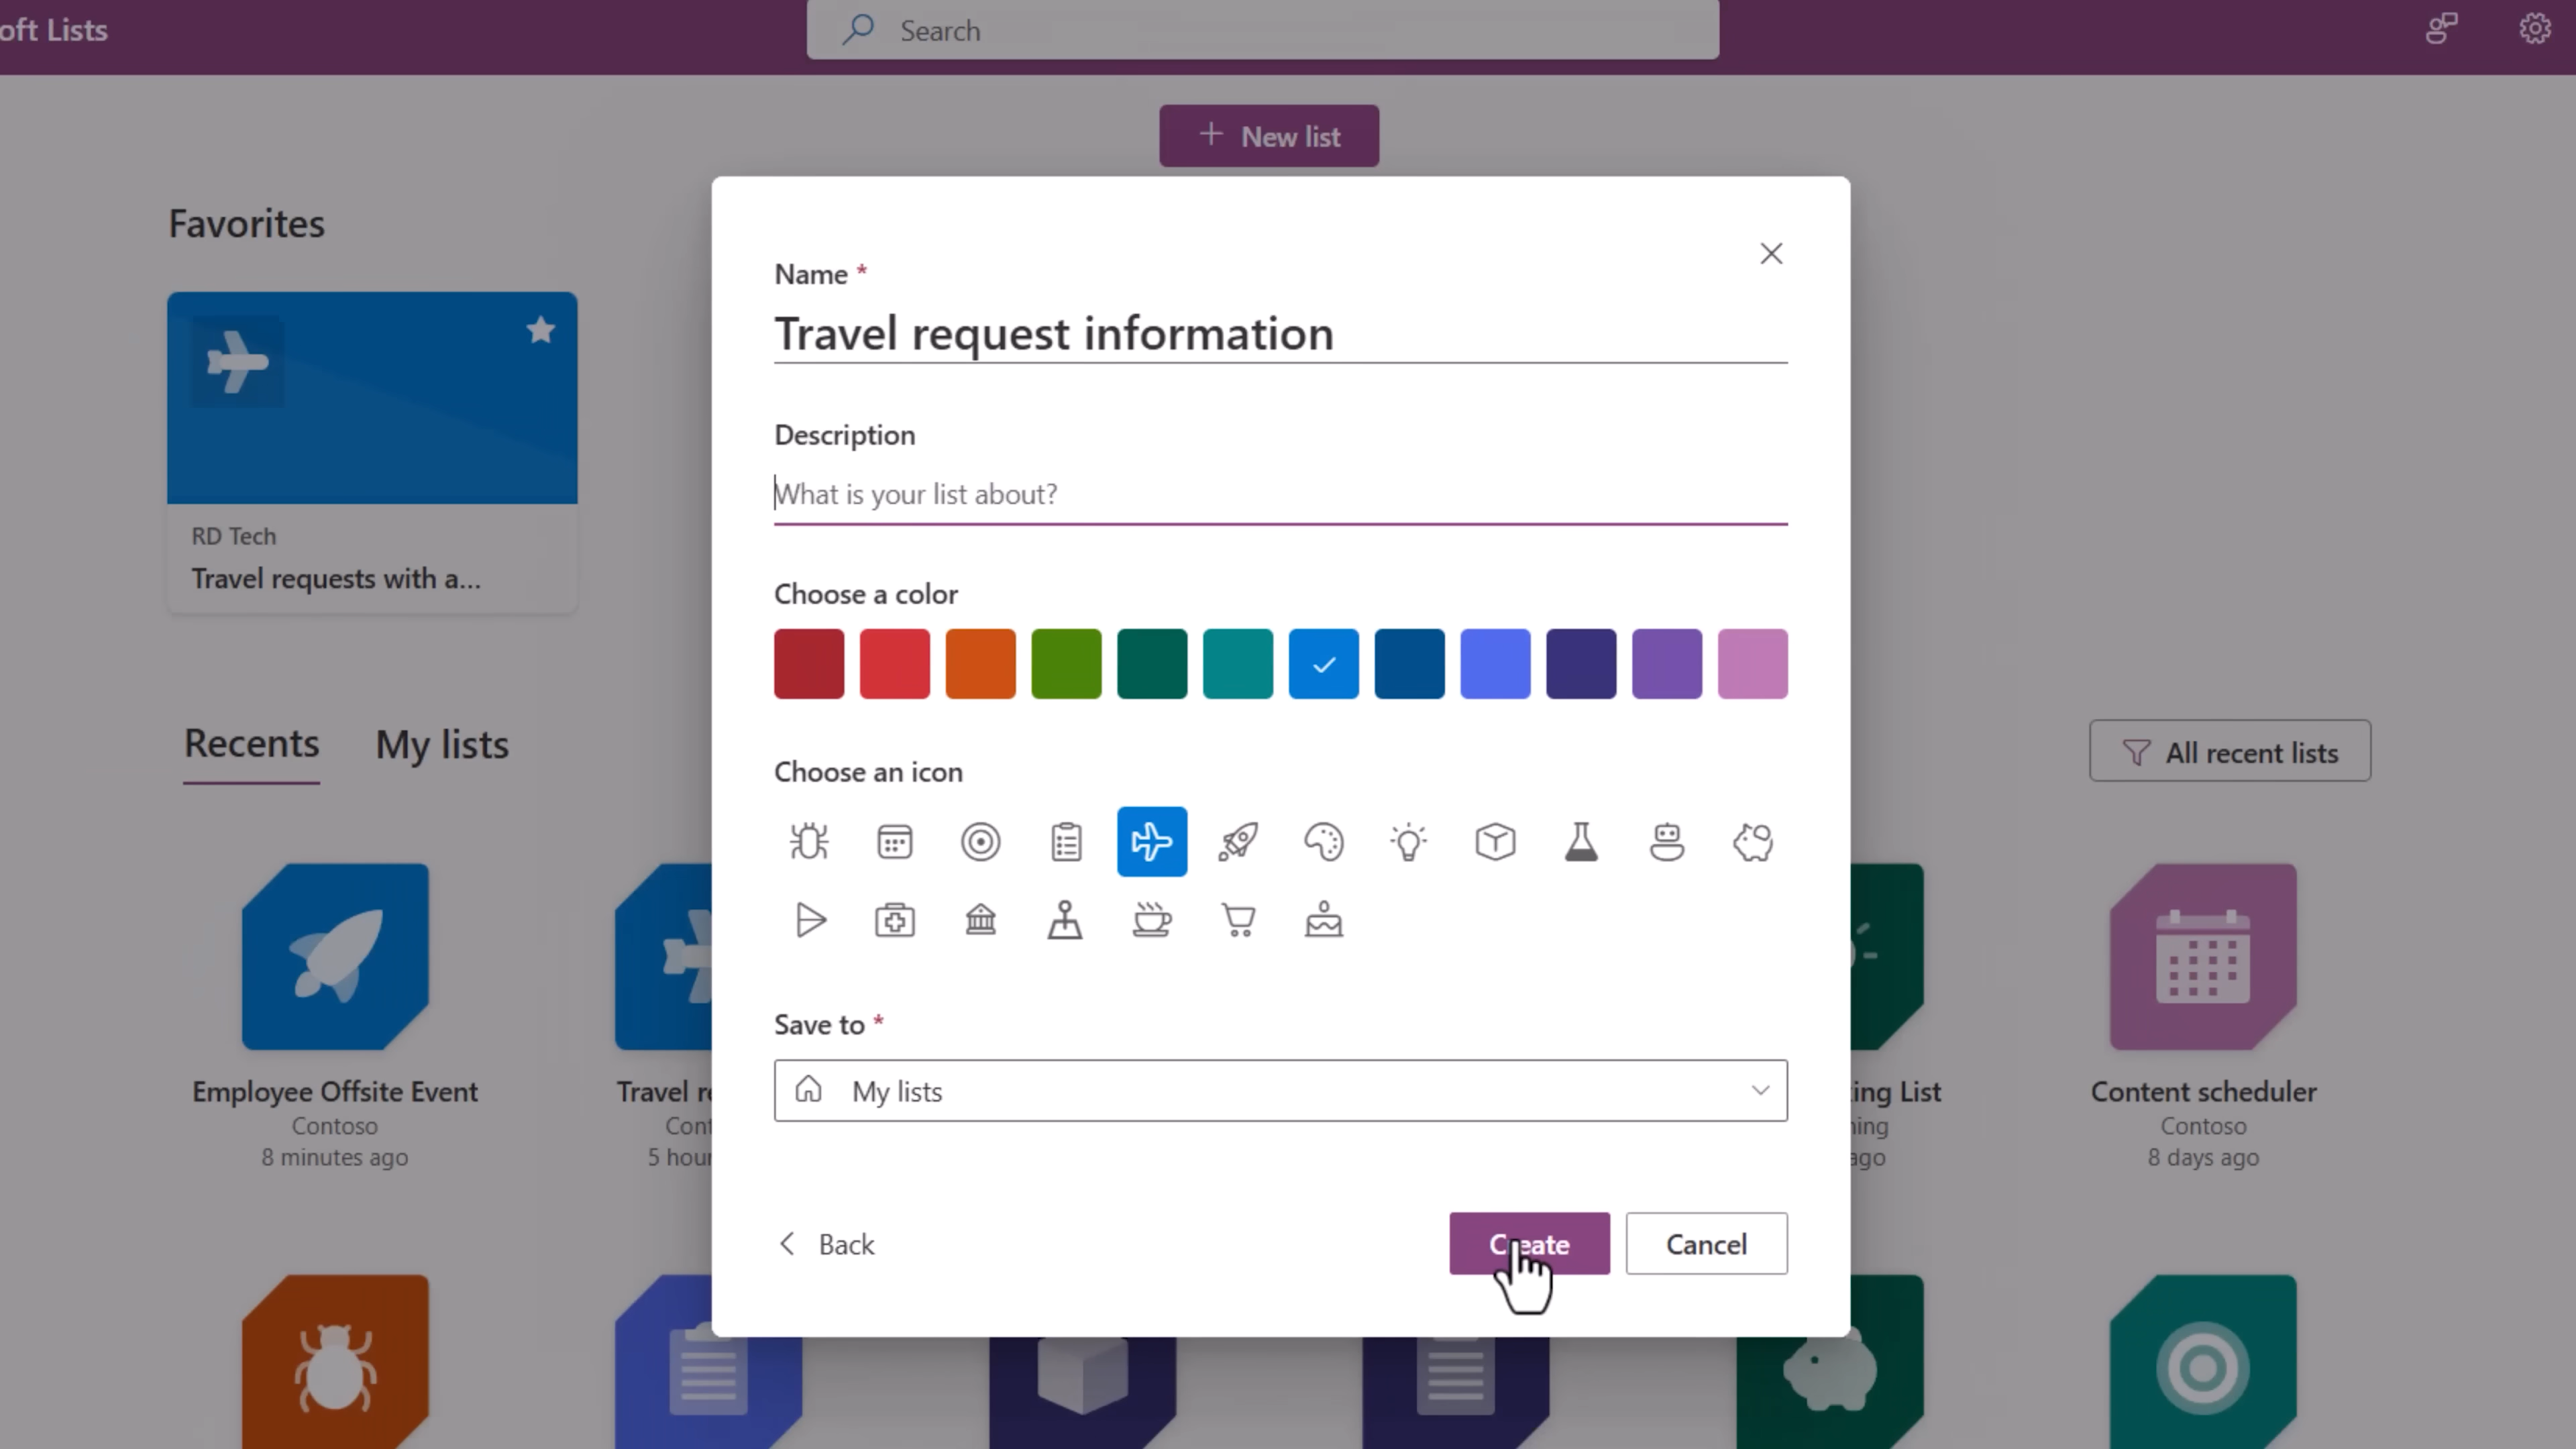 oft Lists
Search
New list
Favorites
RD Tech
Travel requests with a...
Name *
Travel request information
Description
What is your list about?
Choose a color
Choose an icon
Save to *
My lists
Back
Create
Cancel
Recents
My lists
All recent lists
Employee Offsite Event
Contoso
8 minutes ago
Travel re
Cont
5 hour
ing List
ning
ago
Content scheduler
Contoso
8 days ago